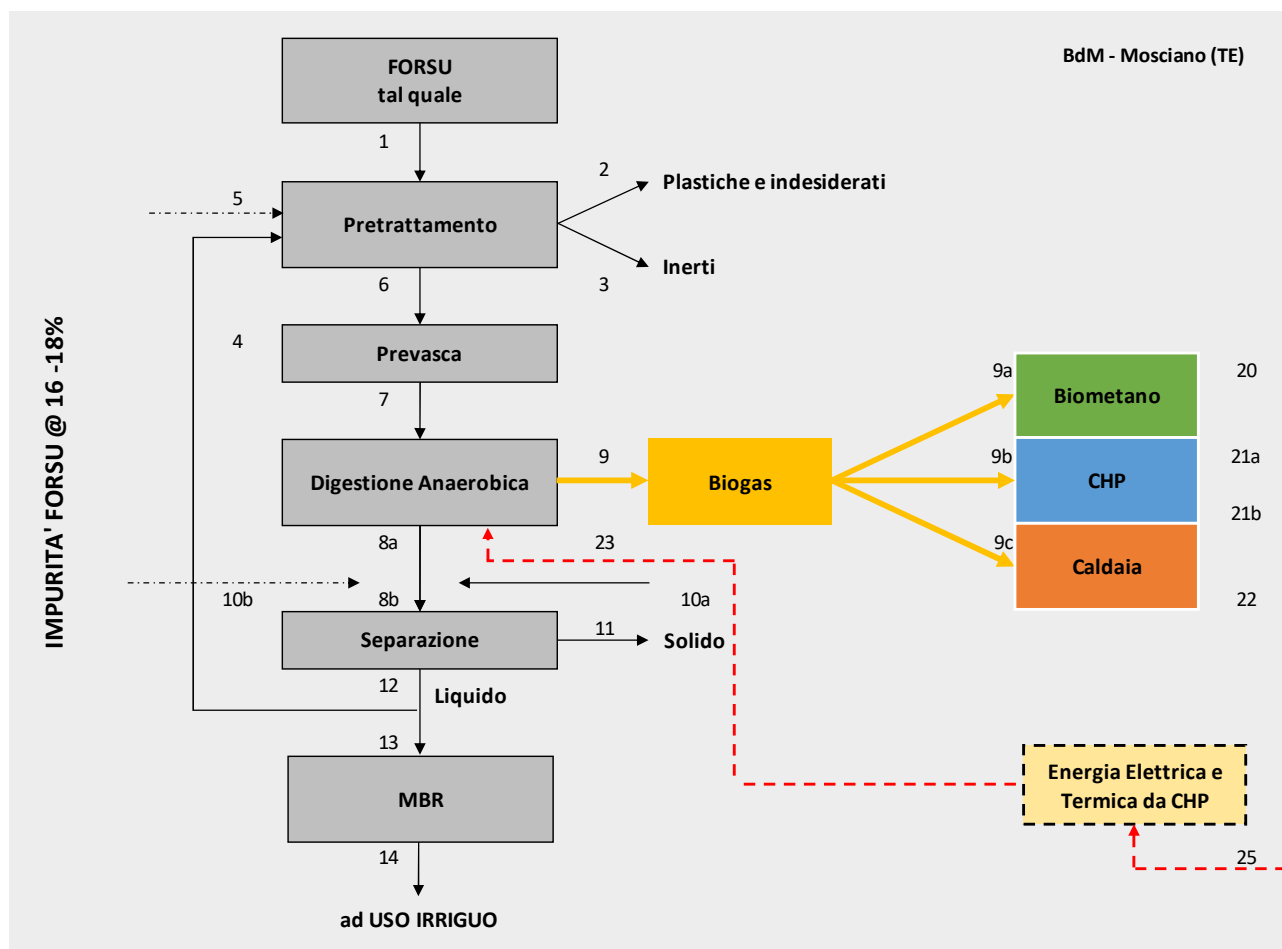 BdM - Mosciano (TE)
FORSU
tal quale
1
2
Plastiche e indesiderati
5
Pretrattamento
Inerti
6
3
IMPURITA' FORSU @ 16 -18%
4
Prevasca
9a
20
Biometano
7
9
9b
21a
Digestione Anaerobica
Biogas
CHP
21b
8a
23
9c
Caldaia
10b
8b
10a
22
11
Separazione
Solido
12
Liquido
13
MBR
Energia Elettrica e
Termica da CHP
14
25
ad USO IRRIGUO